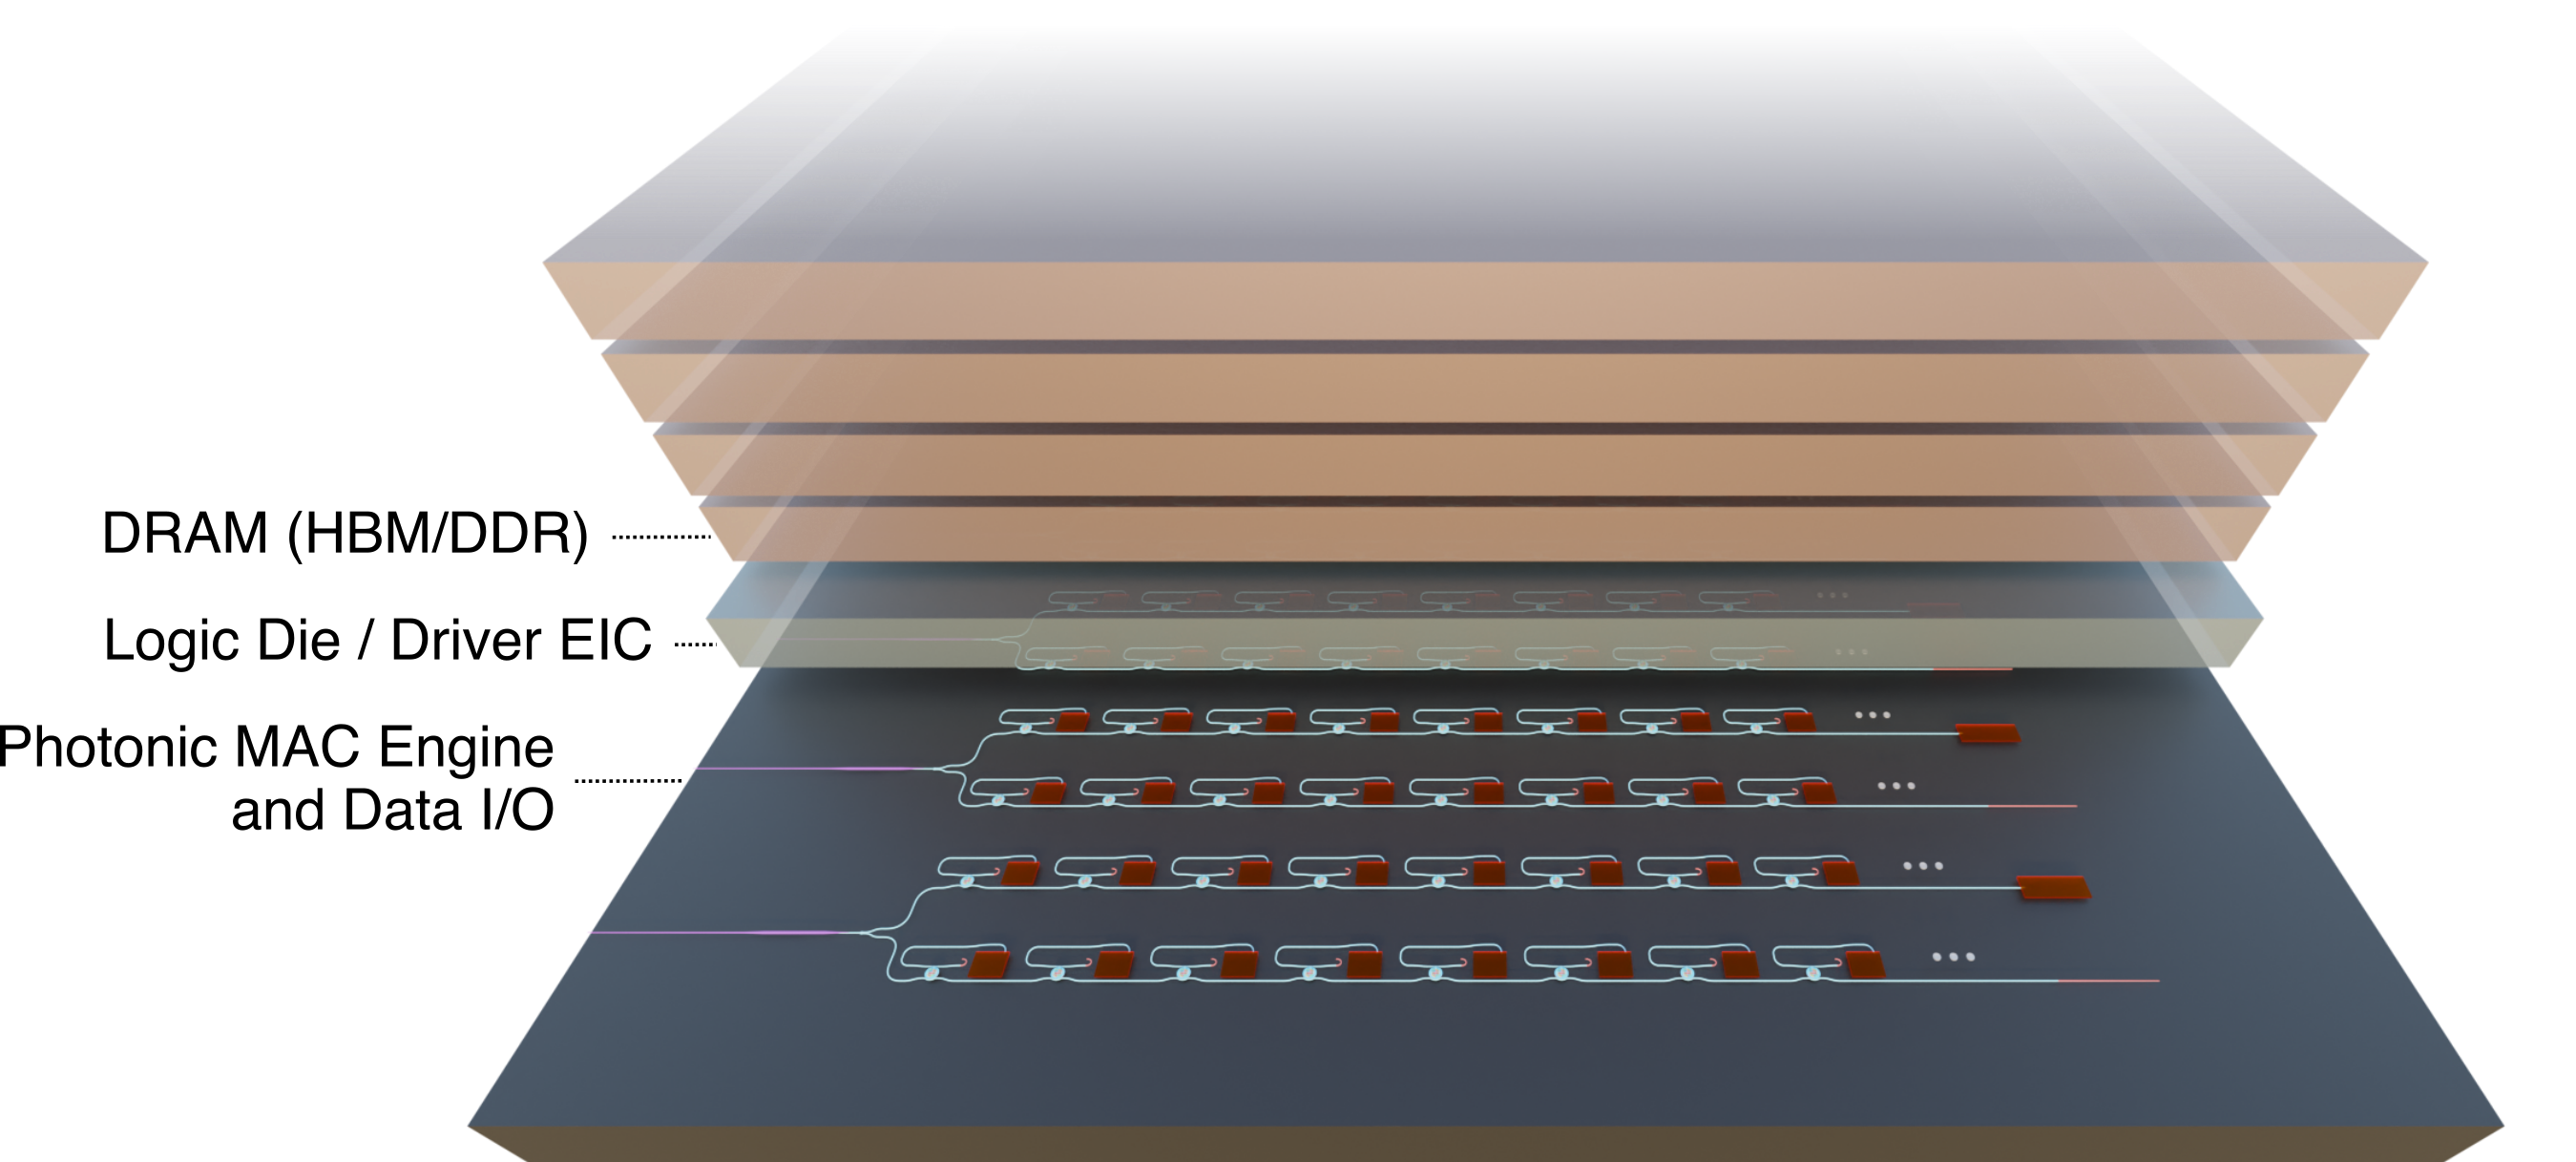 DRAM (HBM/DDR)
Logic Die / Driver EIC
Photonic MAC Engine
and Data I/O